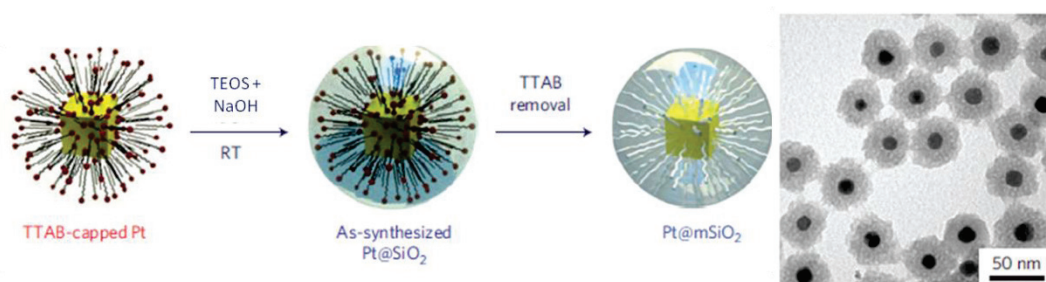 TEOS +
NaOH
RT
TTAB
removal
TTAB-capped Pt
As-synthesized
Pt@SiO₂
Pt@mSiO₂
50 nm